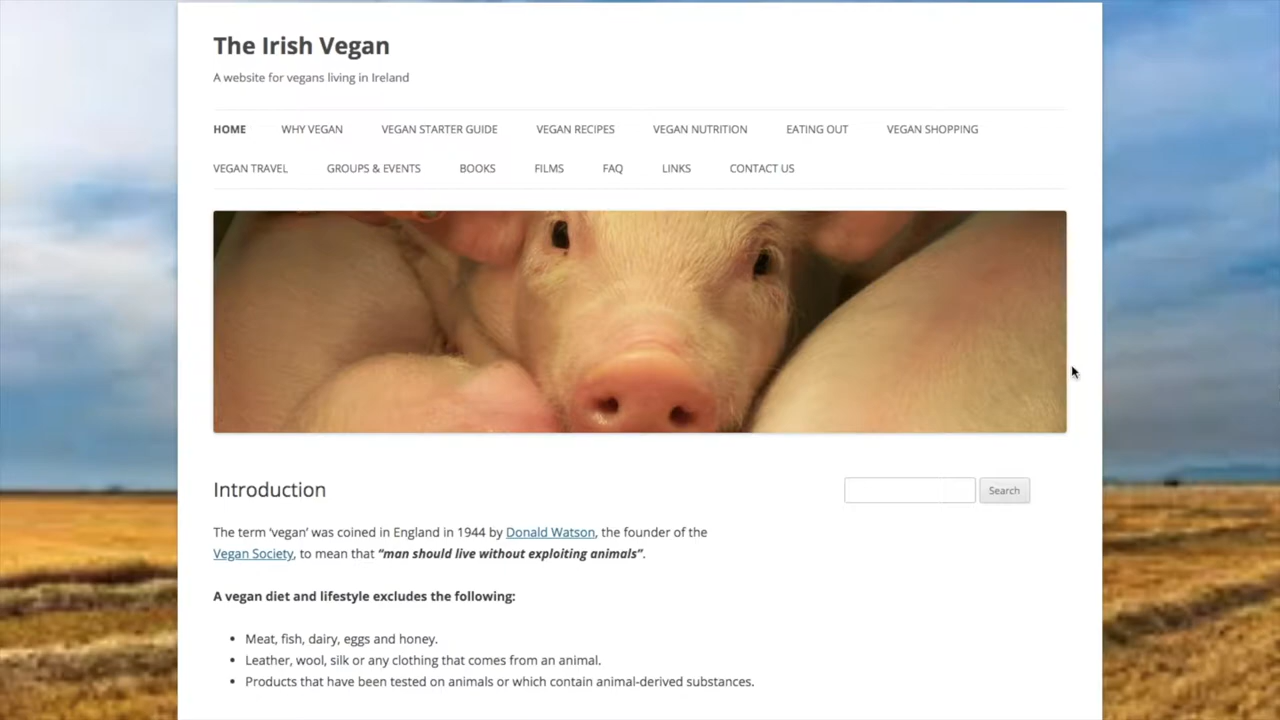 The Irish Vegan
A website for vegans living in Ireland
HOME WHY VEGAN VEGAN STARTER GUIDE VEGAN RECIPES VEGAN NUTRITION EATING OUT VEGAN SHOPPING
VEGAN TRAVEL GROUPS & EVENTS BOOKS FILMS FAQ LINKS CONTACT US
Introduction
Search
The term ‘vegan’ was coined in England in 1944 by Donald Watson, the founder of the
Vegan Society, to mean that “man should live without exploiting animals”.
A vegan diet and lifestyle excludes the following:
• Meat, fish, dairy, eggs and honey.
• Leather, wool, silk or any clothing that comes from an animal.
• Products that have been tested on animals or which contain animal-derived substances.